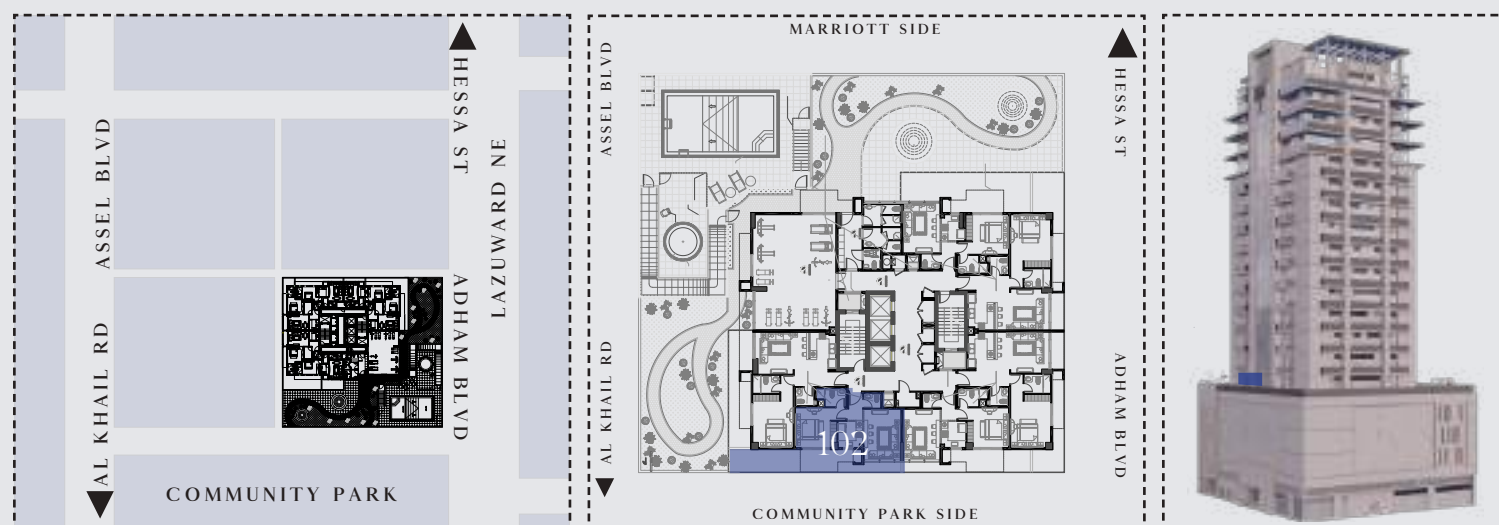 ASSEL BLVD
AL KHAIL RD
HESSA ST
LAZUWARD NE
ADHAM BLVD
COMMUNITY PARK
MARRIOTT SIDE
ASSEL BLVD
HESSA ST
AL KHAIL RD
ADHAM BLVD
102
COMMUNITY PARK SIDE